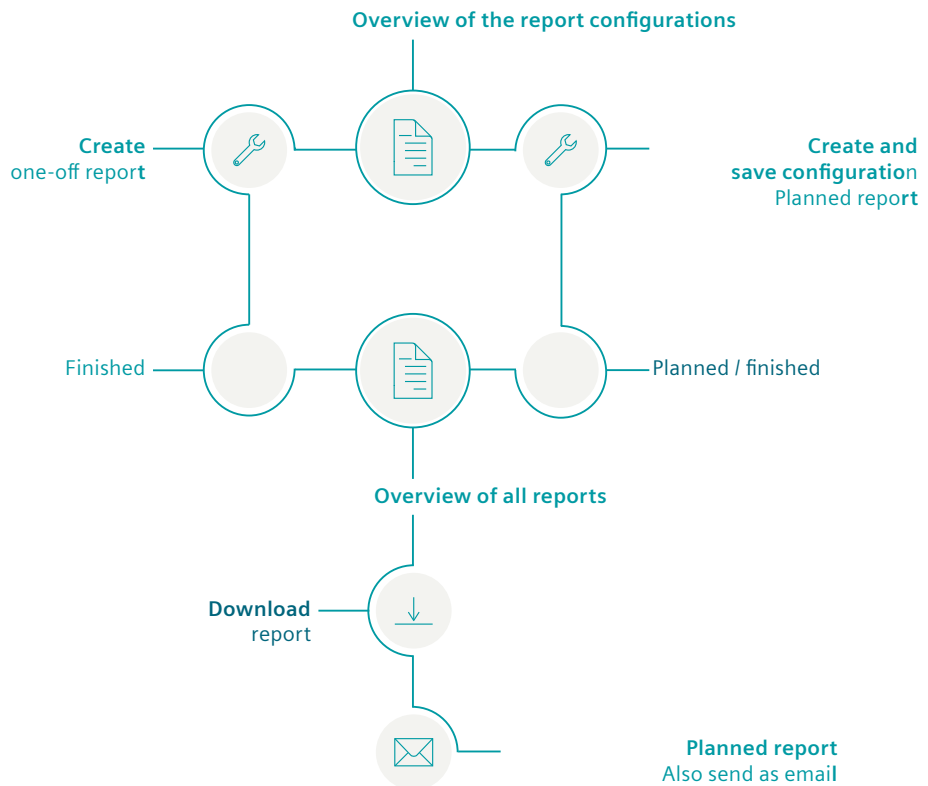 Overview of the report configurations
Create
one-off report
Create and
save configuration
Planned report
Finished
Planned / finished
Overview of all reports
Download
report
Planned report
Also send as email